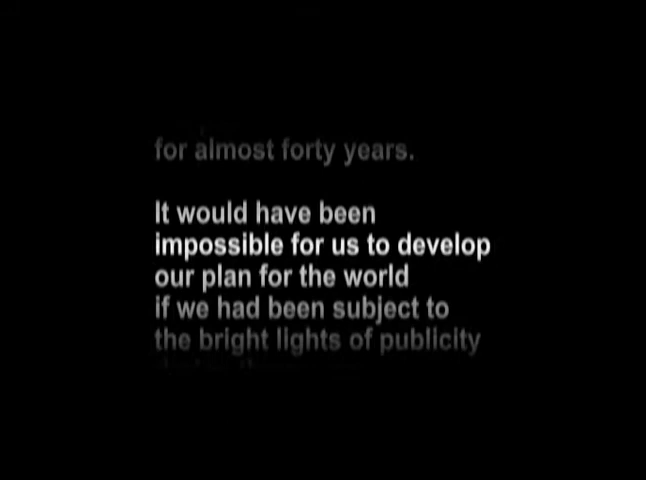 for almost forty years.
It would have been
impossible for us to develop
our plan for the world
if we had been subject to
the bright lights of publicity